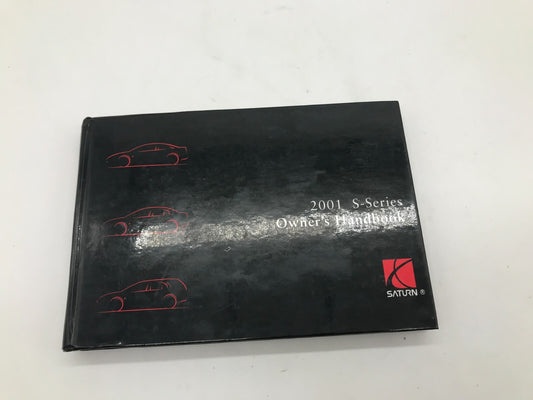 2001 S-Series
Owner's Handbook
SATURN ®